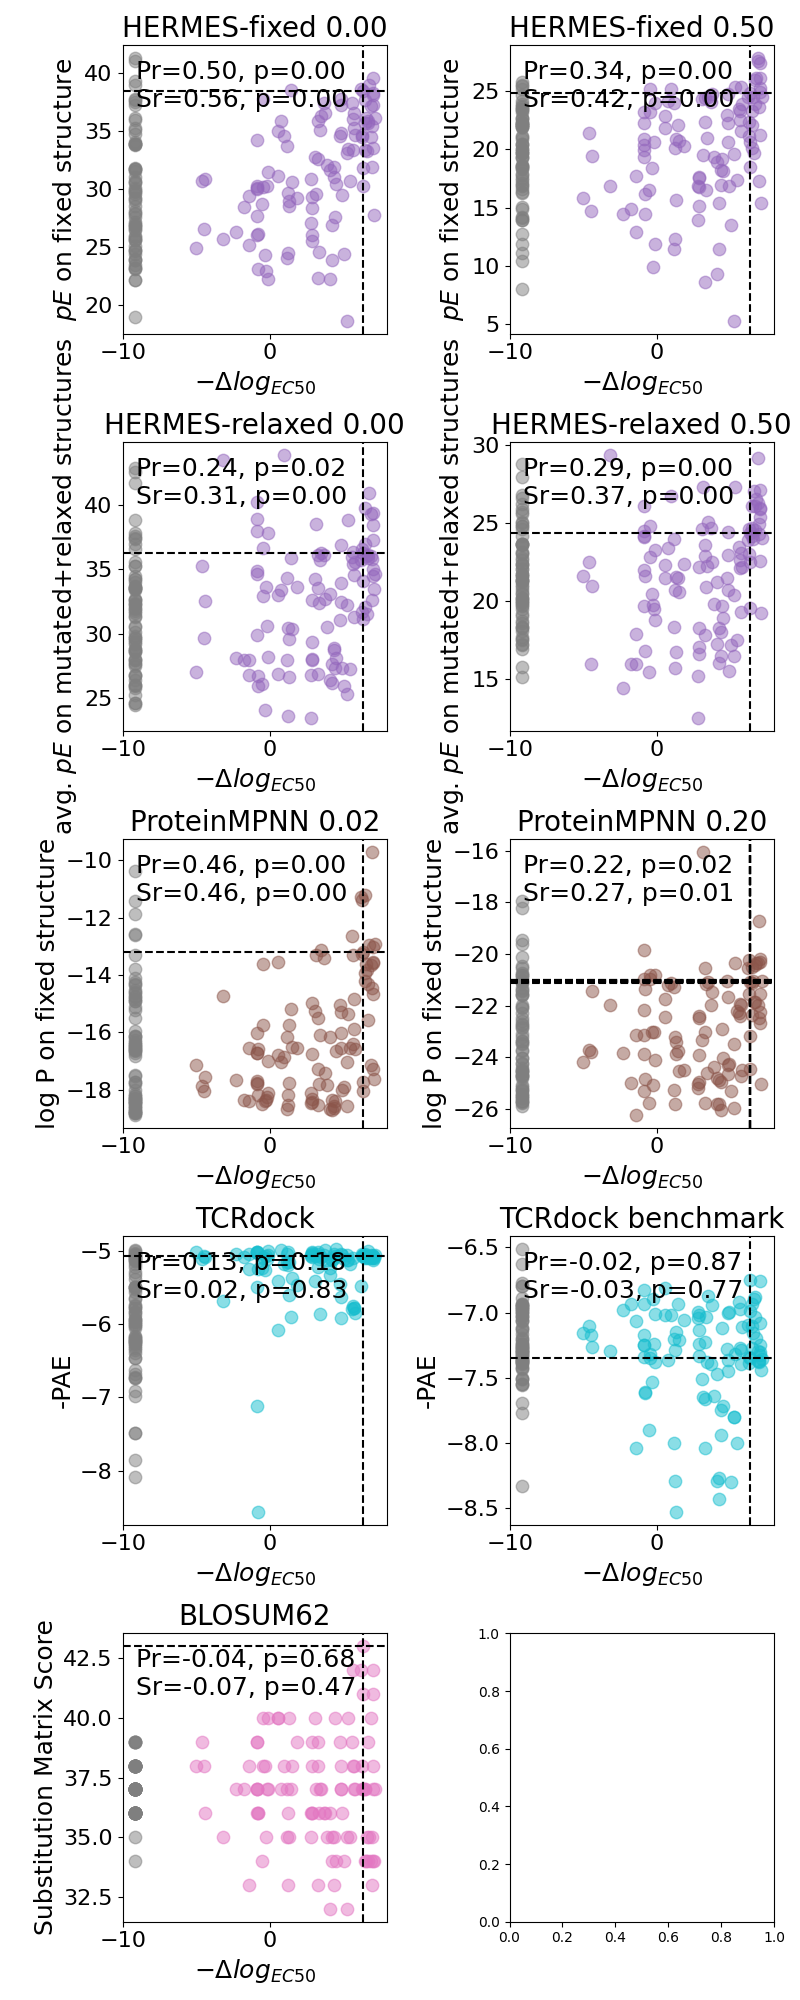 HERMES-fixed 0.00
Pr=0.50, p=0.00
Sr=0.56, p=0.00
pE on fixed structure
40
35
30
25
20
−10
0
−Δlog_EC50
HERMES-fixed 0.50
Pr=0.34, p=0.00
Sr=0.42, p=0.00
pE on fixed structure
25
20
15
10
5
−10
0
−Δlog_EC50
HERMES-relaxed 0.00
Pr=0.24, p=0.02
Sr=0.31, p=0.00
avg. pE on mutated+relaxed structures
40
35
30
25
−10
0
−Δlog_EC50
HERMES-relaxed 0.50
Pr=0.29, p=0.00
Sr=0.37, p=0.00
avg. pE on mutated+relaxed structures
30
25
20
15
−10
0
−Δlog_EC50
ProteinMPNN 0.02
Pr=0.46, p=0.00
Sr=0.46, p=0.00
log P on fixed structure
−10
−12
−14
−16
−18
−10
0
−Δlog_EC50
ProteinMPNN 0.20
Pr=0.22, p=0.02
Sr=0.27, p=0.01
log P on fixed structure
−16
−18
−20
−22
−24
−26
−10
0
−Δlog_EC50
TCRdock
Pr=0.13, p=0.18
Sr=0.02, p=0.83
-PAE
−5
−6
−7
−8
−10
0
−Δlog_EC50
TCRdock benchmark
Pr=-0.02, p=0.87
Sr=-0.03, p=0.77
-PAE
−6.5
−7.0
−7.5
−8.0
−8.5
−10
0
−Δlog_EC50
BLOSUM62
Pr=-0.04, p=0.68
Sr=-0.07, p=0.47
Substitution Matrix Score
42.5
40.0
37.5
35.0
32.5
−10
0
−Δlog_EC50
1.0
0.8
0.6
0.4
0.2
0.0
0.0
0.2
0.4
0.6
0.8
1.0